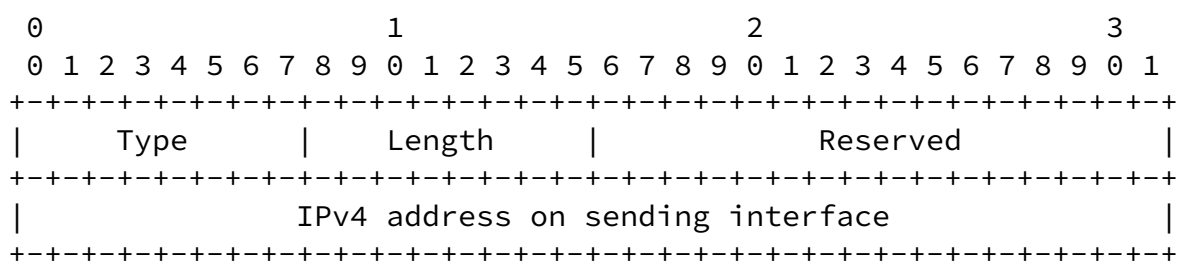 0                   1                   2                   3
 0 1 2 3 4 5 6 7 8 9 0 1 2 3 4 5 6 7 8 9 0 1 2 3 4 5 6 7 8 9 0 1
+-+-+-+-+-+-+-+-+-+-+-+-+-+-+-+-+-+-+-+-+-+-+-+-+-+-+-+-+-+-+-+-+
|     Type      |    Length     |            Reserved           |
+-+-+-+-+-+-+-+-+-+-+-+-+-+-+-+-+-+-+-+-+-+-+-+-+-+-+-+-+-+-+-+-+
|               IPv4 address on sending interface               |
+-+-+-+-+-+-+-+-+-+-+-+-+-+-+-+-+-+-+-+-+-+-+-+-+-+-+-+-+-+-+-+-+